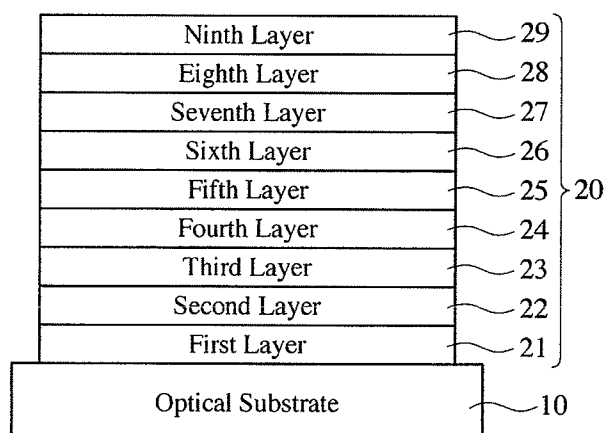 Ninth Layer 29
Eighth Layer 28
Seventh Layer 27
Sixth Layer 26
Fifth Layer 25 20
Fourth Layer 24
Third Layer 23
Second Layer 22
First Layer 21
Optical Substrate 10